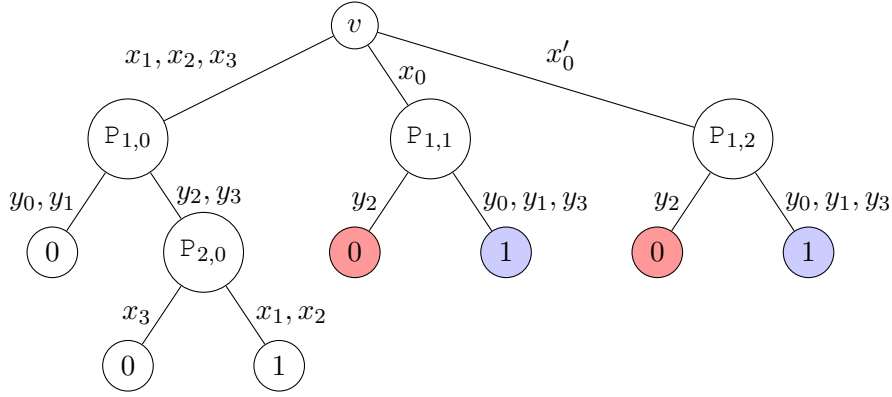 v
x₁, x₂, x₃
x₀
x′₀
P₁,₀
P₁,₁
P₁,₂
y₀, y₁
y₂, y₃
y₂
y₀, y₁, y₃
y₂
y₀, y₁, y₃
0
P₂,₀
0
1
0
1
x₃
x₁, x₂
0
1